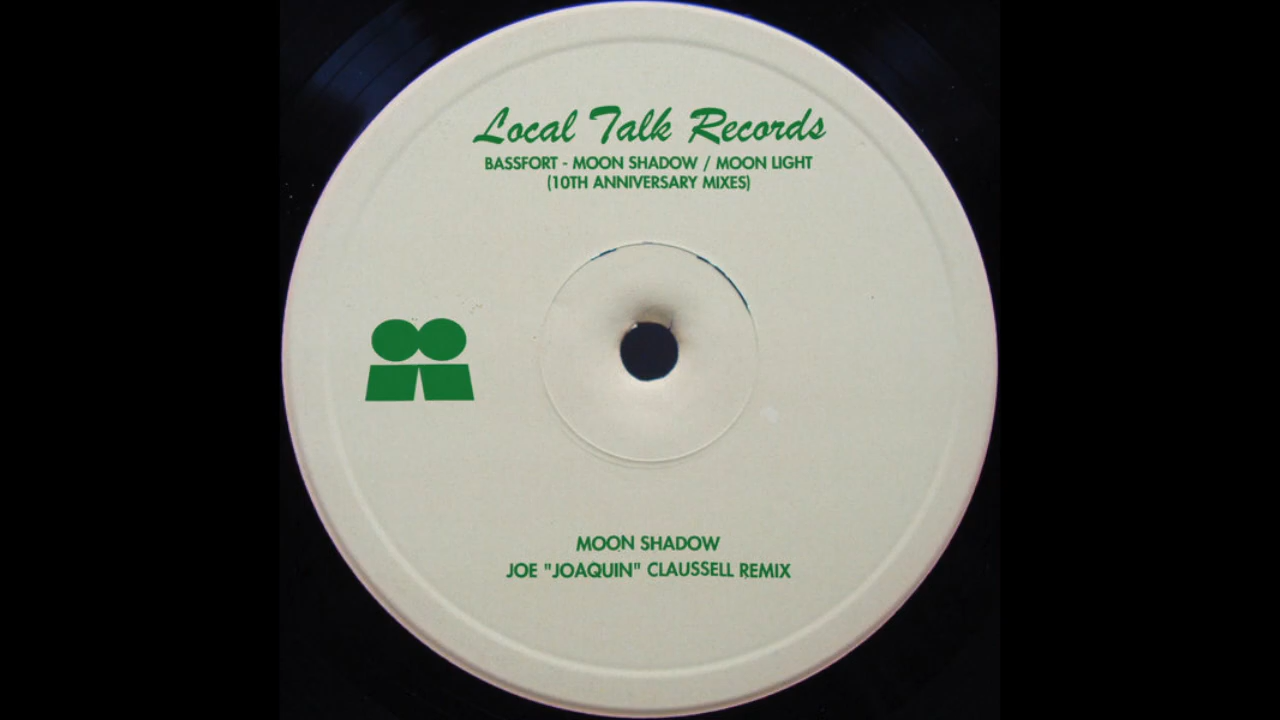 Local Talk Records
BASSFORT - MOON SHADOW / MOON LIGHT
(10TH ANNIVERSARY MIXES)
MOON SHADOW
JOE "JOAQUIN" CLAUSSELL REMIX